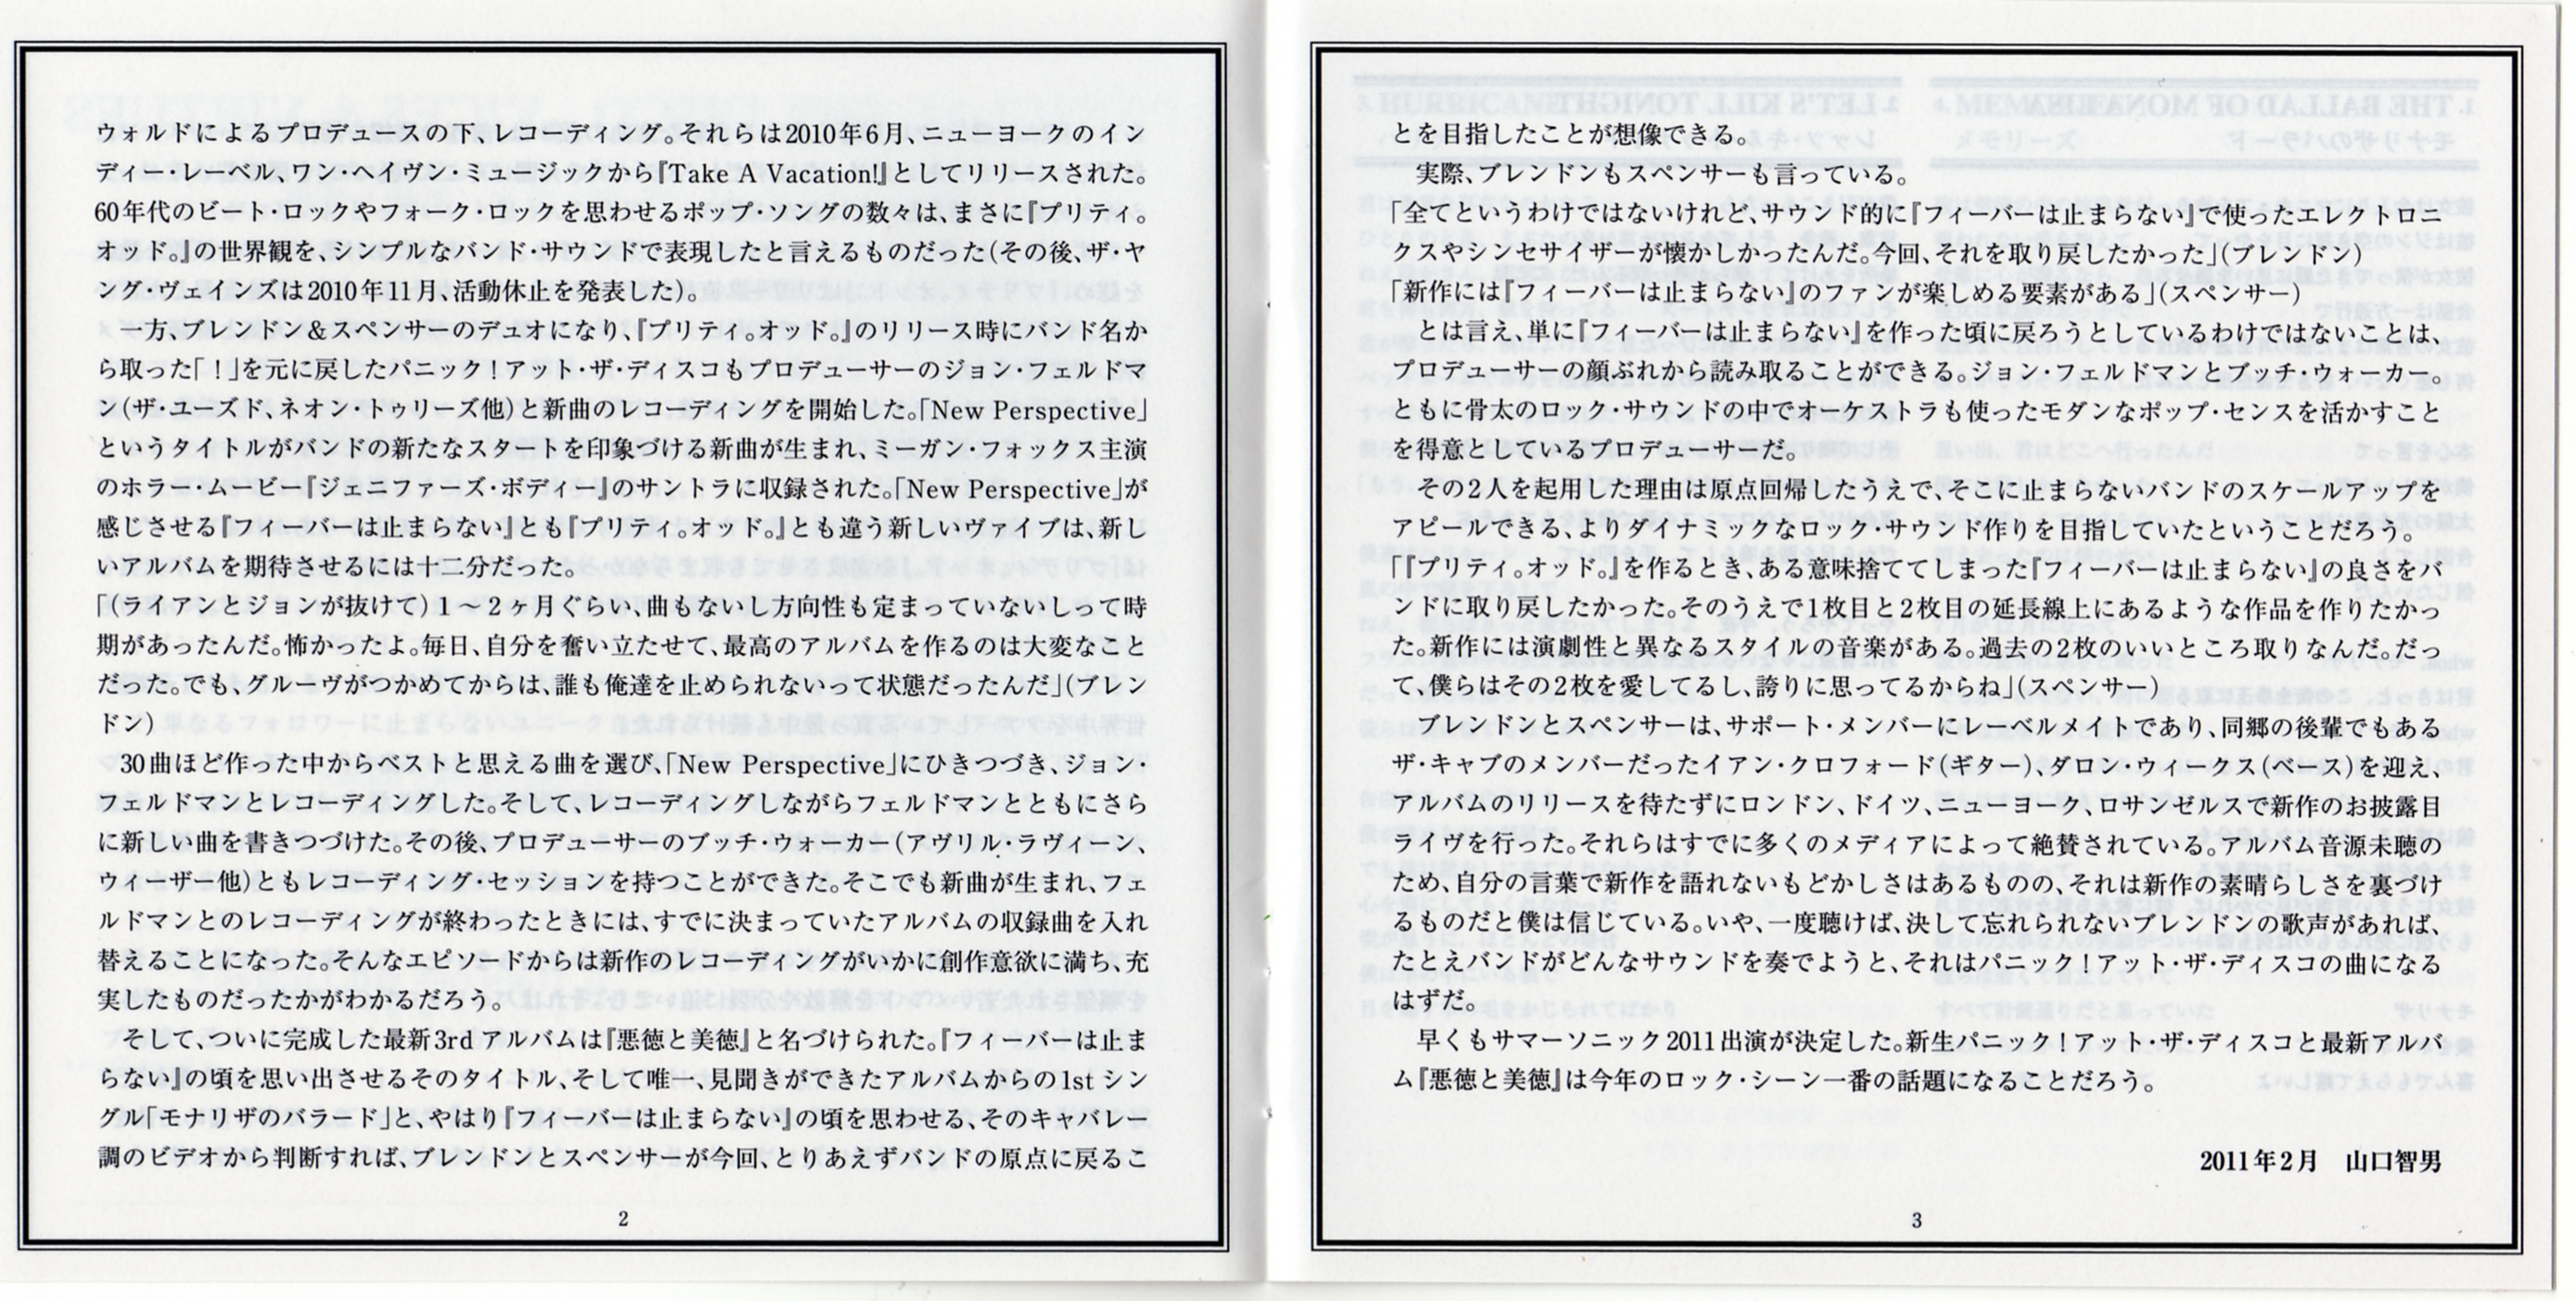 ウォルドによるプロデュースの下、レコーディング。それらは2010年6月、ニューヨークのイン
ディー・レーベル、ワン・ヘイヴン・ミュージックから『Take A Vacation!』としてリリースされた。
60年代のビート・ロックやフォーク・ロックを思わせるポップ・ソングの数々は、まさに『プリティ。
オッド。』の世界観を、シンプルなバンド・サウンドで表現したと言えるものだった(その後、ザ・ヤ
ング・ヴェインズは2010年11月、活動休止を発表した)。
一方、ブレンドン＆スペンサーのデュオになり、『プリティ。オッド。』のリリース時にバンド名か
ら取った「！」を元に戻したパニック！アット・ザ・ディスコもプロデューサーのジョン・フェルドマ
ン(ザ・ユーズド、ネオン・トゥリーズ他)と新曲のレコーディングを開始した。「New Perspective」
というタイトルがバンドの新たなスタートを印象づける新曲が生まれ、ミーガン・フォックス主演
のホラー・ムービー『ジェニファーズ・ボディー』のサントラに収録された。「New Perspective」が
感じさせる『フィーバーは止まらない』とも『プリティ。オッド。』とも違う新しいヴァイブは、新し
いアルバムを期待させるには十二分だった。
「(ライアンとジョンが抜けて)１～２ヶ月ぐらい、曲もないし方向性も定まっていないしって時
期があったんだ。怖かったよ。毎日、自分を奮い立たせて、最高のアルバムを作るのは大変なこと
だった。でも、グルーヴがつかめてからは、誰も俺達を止められないって状態だったんだ」(ブレン
ドン)
30曲ほど作った中からベストと思える曲を選び、「New Perspective」にひきつづき、ジョン・
フェルドマンとレコーディングした。そして、レコーディングしながらフェルドマンとともにさら
に新しい曲を書きつづけた。その後、プロデューサーのブッチ・ウォーカー(アヴリル・ラヴィーン、
ウィーザー他)ともレコーディング・セッションを持つことができた。そこでも新曲が生まれ、フェ
ルドマンとのレコーディングが終わったときには、すでに決まっていたアルバムの収録曲を入れ
替えることになった。そんなエピソードからは新作のレコーディングがいかに創作意欲に満ち、充
実したものだったかがわかるだろう。
そして、ついに完成した最新3rdアルバムは『悪徳と美徳』と名づけられた。『フィーバーは止ま
らない』の頃を思い出させるそのタイトル、そして唯一、見聞きができたアルバムからの1stシン
グル「モナリザのバラード」と、やはり『フィーバーは止まらない』の頃を思わせる、そのキャバレー
調のビデオから判断すれば、ブレンドンとスペンサーが今回、とりあえずバンドの原点に戻るこ
2
とを目指したことが想像できる。
実際、ブレンドンもスペンサーも言っている。
「全てというわけではないけれど、サウンド的に『フィーバーは止まらない』で使ったエレクトロニ
クスやシンセサイザーが懐かしかったんだ。今回、それを取り戻したかった」(ブレンドン)
「新作には『フィーバーは止まらない』のファンが楽しめる要素がある」(スペンサー)
とは言え、単に『フィーバーは止まらない』を作った頃に戻ろうとしているわけではないことは、
プロデューサーの顔ぶれから読み取ることができる。ジョン・フェルドマンとブッチ・ウォーカー。
ともに骨太のロック・サウンドの中でオーケストラも使ったモダンなポップ・センスを活かすこと
を得意としているプロデューサーだ。
その2人を起用した理由は原点回帰したうえで、そこに止まらないバンドのスケールアップを
アピールできる、よりダイナミックなロック・サウンド作りを目指していたということだろう。
「『プリティ。オッド。』を作るとき、ある意味捨ててしまった『フィーバーは止まらない』の良さをバ
ンドに取り戻したかった。そのうえで1枚目と2枚目の延長線上にあるような作品を作りたかっ
た。新作には演劇性と異なるスタイルの音楽がある。過去の2枚のいいところ取りなんだ。だっ
て、僕らはその2枚を愛してるし、誇りに思ってるからね」(スペンサー)
ブレンドンとスペンサーは、サポート・メンバーにレーベルメイトであり、同郷の後輩でもある
ザ・キャブのメンバーだったイアン・クロフォード(ギター)、ダロン・ウィークス(ベース)を迎え、
アルバムのリリースを待たずにロンドン、ドイツ、ニューヨーク、ロサンゼルスで新作のお披露目
ライヴを行った。それらはすでに多くのメディアによって絶賛されている。アルバム音源未聴の
ため、自分の言葉で新作を語れないもどかしさはあるものの、それは新作の素晴らしさを裏づけ
るものだと僕は信じている。いや、一度聴けば、決して忘れられないブレンドンの歌声があれば、
たとえバンドがどんなサウンドを奏でようと、それはパニック！アット・ザ・ディスコの曲になる
はずだ。
早くもサマーソニック2011出演が決定した。新生パニック！アット・ザ・ディスコと最新アルバ
ム『悪徳と美徳』は今年のロック・シーン一番の話題になることだろう。
2011年2月　山口智男
3